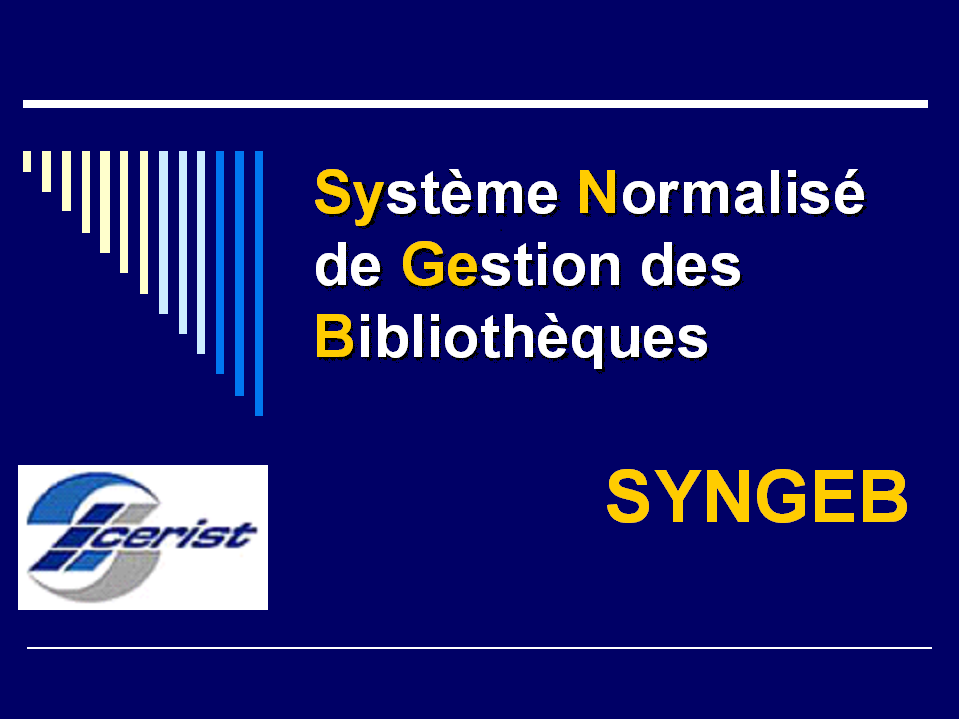 Système Normalisé
de Gestion des
Bibliothèques
SYNGEB
cerist